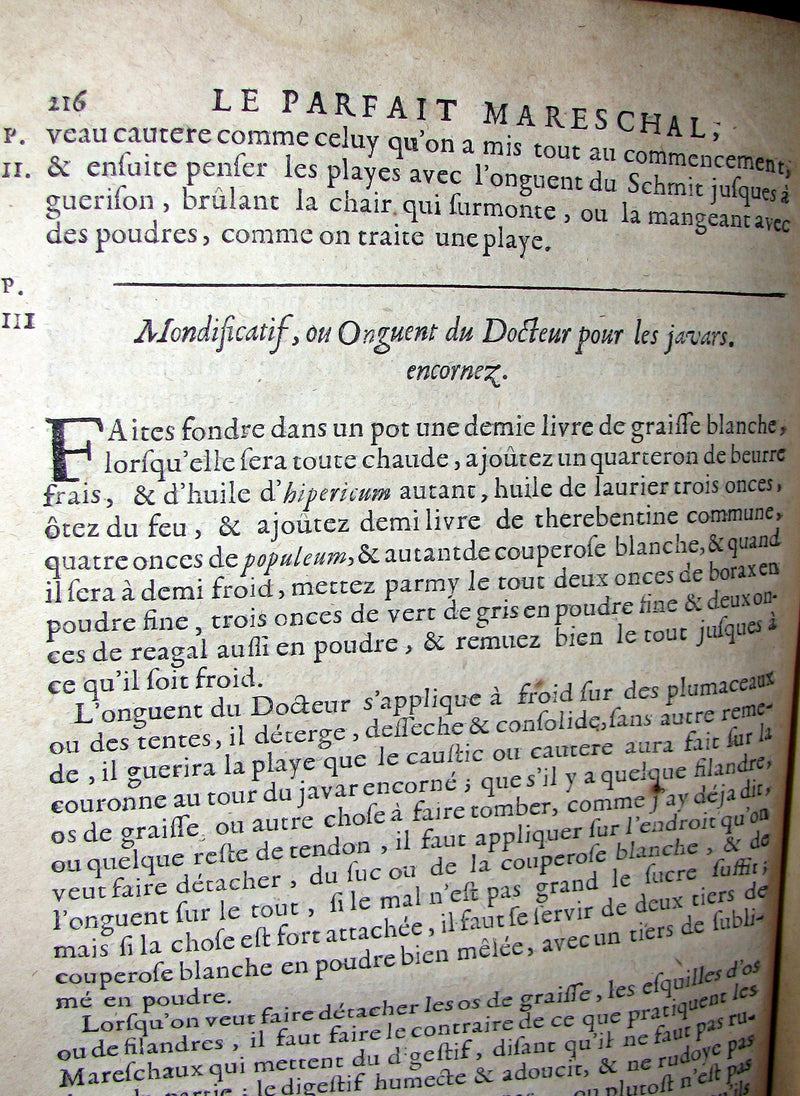 216 LE PARFAIT MARESCHAL,
P. veau cautere comme celuy qu'on a mis tout au commencement,
II. & ensuite penser les playes avec l'onguent du Schmit jusques à
guerison, brûlant la chair qui surmonte, ou la mangeant avec
des poudres, comme on traite une playe.
P.
III
Mondificatif, ou Onguent du Docteur pour les javars.
encornez.
FAites fondre dans un pot une demie livre de graisse blanche,
lorsqu'elle sera toute chaude, ajoûtez un quarteron de beurre
frais, & d'huile d'hipericum autant, huile de laurier trois onces,
ôtez du feu, & ajoûtez demi livre de therebentine commune,
quatre onces de populeum, & autant de couperose blanche, & quand
il sera à demi froid, mettez parmy le tout deux onces de borax en
poudre fine, trois onces de vert de gris en poudre fine & deux on-
ces de reagal aussi en poudre, & remuez bien le tout jusques à
ce qu'il soit froid.
L'onguent du Docteur s'applique à froid sur des plumaceaux
ou des tentes, il déterge, desseche & consolide, sans autre reme-
de, il guerira la playe que le caustic ou cautere aura fait sur la
couronne au tour du javar encorné; que s'il y a quelque filandre,
os de graisse, ou autre chose à faire tomber, comme j'ay déja dit,
ou quelque reste de tendon, il faut appliquer sur l'endroit qu'on
veut faire détacher, du suc ou de la couperose blanche, & de
l'onguent sur le tout, si le mal n'est pas grand le sucre suffit;
mais si la chose est fort attachée, il faut se servir de deux tiers de
couperose blanche en poudre bien mêlée, avec un tiers de subli-
mé en poudre.
Lorsqu'on veut faire détacher les os de graisse, les esquilles d'os
ou de filandres, il faut faire le contraire de ce que pratiquent les
Mareschaux qui mettent du digestif, disant qu'il ne faut pas ru-
partie: le digestif humecte & adoucit, & ne rudoye pas
ou plutost n'est pas